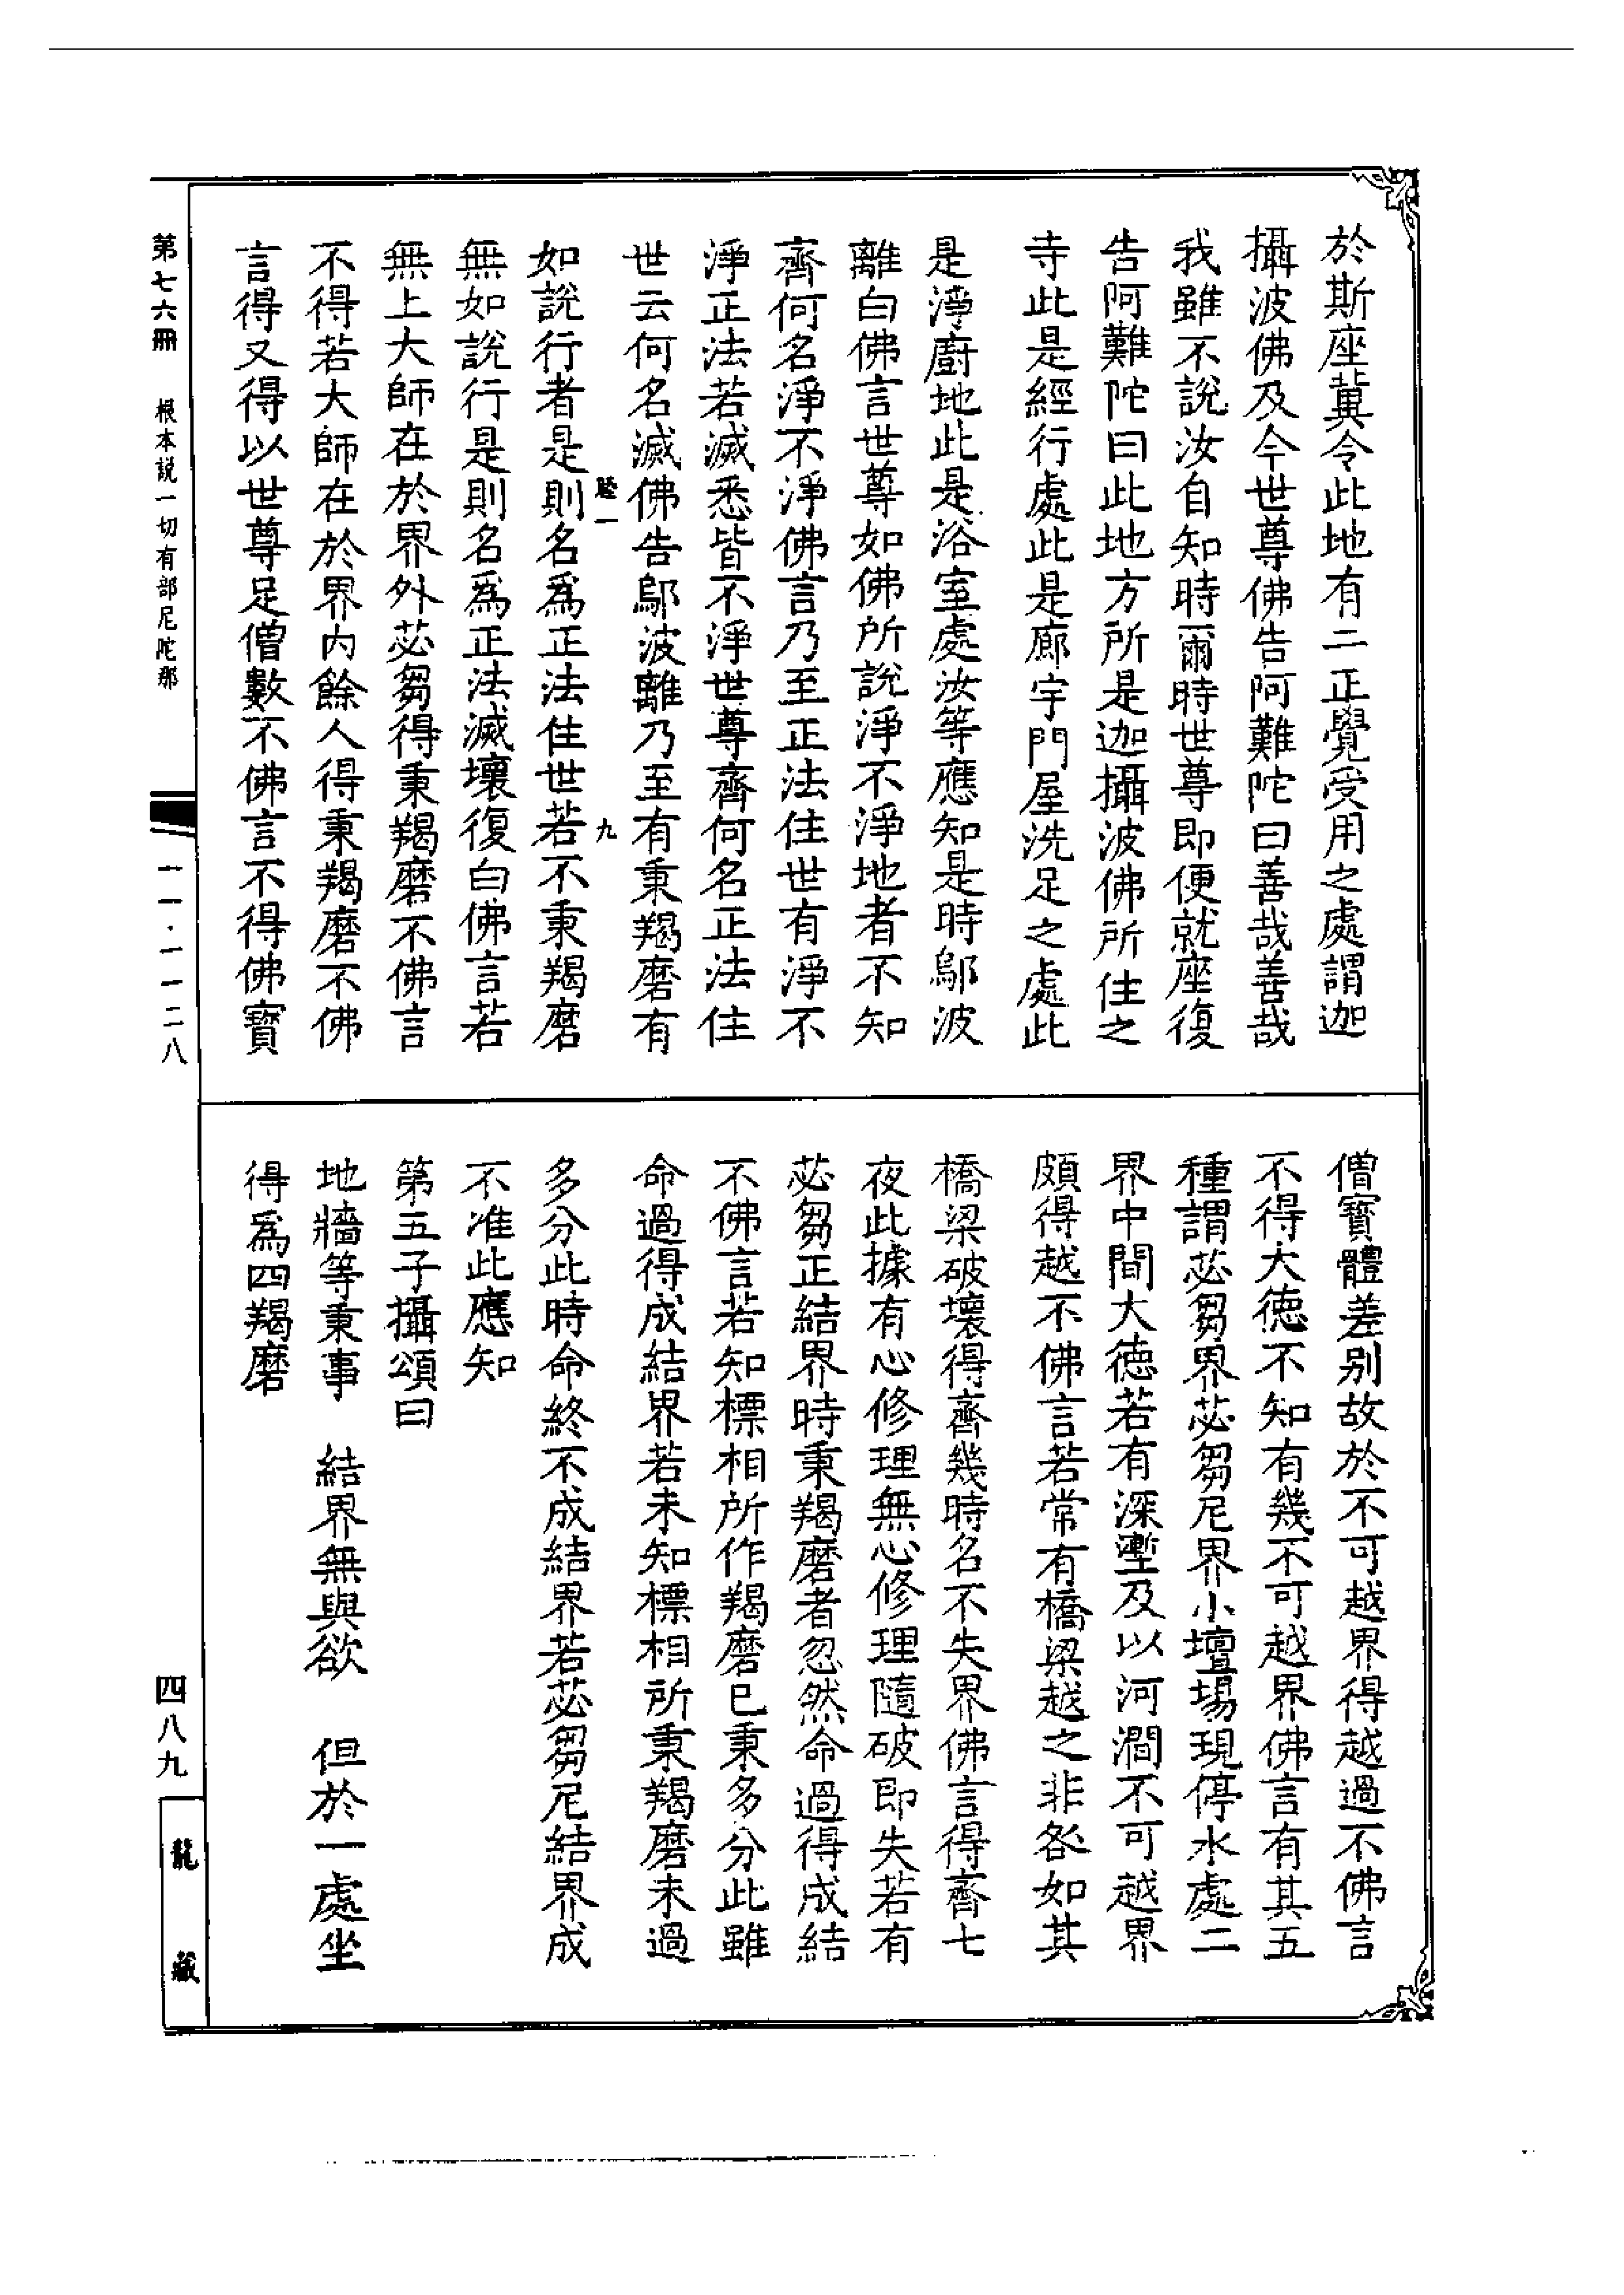 於斯座冀令此地有二正覺受用之處謂迦
攝波佛及今世尊佛告阿難陀曰善哉善哉
我雖不說汝自知時爾時世尊即便就座復
告阿難陀曰此地方所是迦攝波佛所住之
寺此是經行處此是廊宇門屋洗足之處此
是淨廚地此是浴室處汝等應知是時鄔波
離白佛言世尊如佛所說淨不淨地者不知
齊何名淨不淨佛言乃至正法住世有淨不
淨正法若滅悉皆不淨世尊齊何名正法住
世云何名滅佛告鄔波離乃至有秉羯磨有
一 九
如說行者是則名為正法住世若不秉羯磨
無如說行是則名為正法滅壞復白佛言若
無上大師在於界外苾芻得秉羯磨不佛言
不得若大師在於界內餘人得秉羯磨不佛
言得又得以世尊足僧數不佛言不得佛寶
僧寶體差別故於不可越界得越過不佛言
不得大德不知有幾不可越界佛言有其五
種謂苾芻界苾芻尼界小壇場現停水處二
界中間大德若有深壍及以河澗不可越界
頗得越不佛言若常有橋梁越之非咎如其
橋梁破壞得齊幾時名不失界佛言得齊七
夜此據有心修理無心修理隨破即失若有
苾芻正結界時秉羯磨者忽然命過得成結
不佛言若知標相所作羯磨已秉多分此雖
命過得成結界若未知標相所秉羯磨未過
多分此時命終不成結界若苾芻尼結界成
不准此應知
第五子攝頌曰
地牆等秉事 結界無與欲 但於一處坐
得為四羯磨
第七六冊 根本説一切有部尼陀那 一一·一一二八 四八九 龍藏